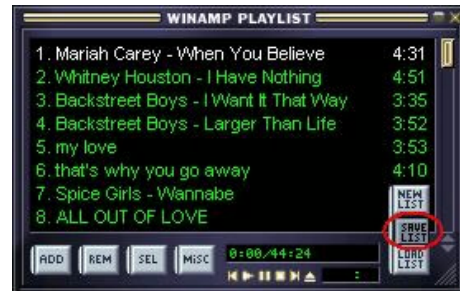 WINAMP PLAYLIST
1. Mariah Carey - When You Believe 4:31
2. Whitney Houston - I Have Nothing 4:51
3. Backstreet Boys - I Want It That Way 3:35
4. Backstreet Boys - Larger Than Life 3:52
5. my love 3:53
6. that's why you go away 4:10
7. Spice Girls - Wannabe
8. ALL OUT OF LOVE
NEW LIST
SAVE LIST
LOAD LIST
ADD REM SEL MISC 0:00/44:24
: